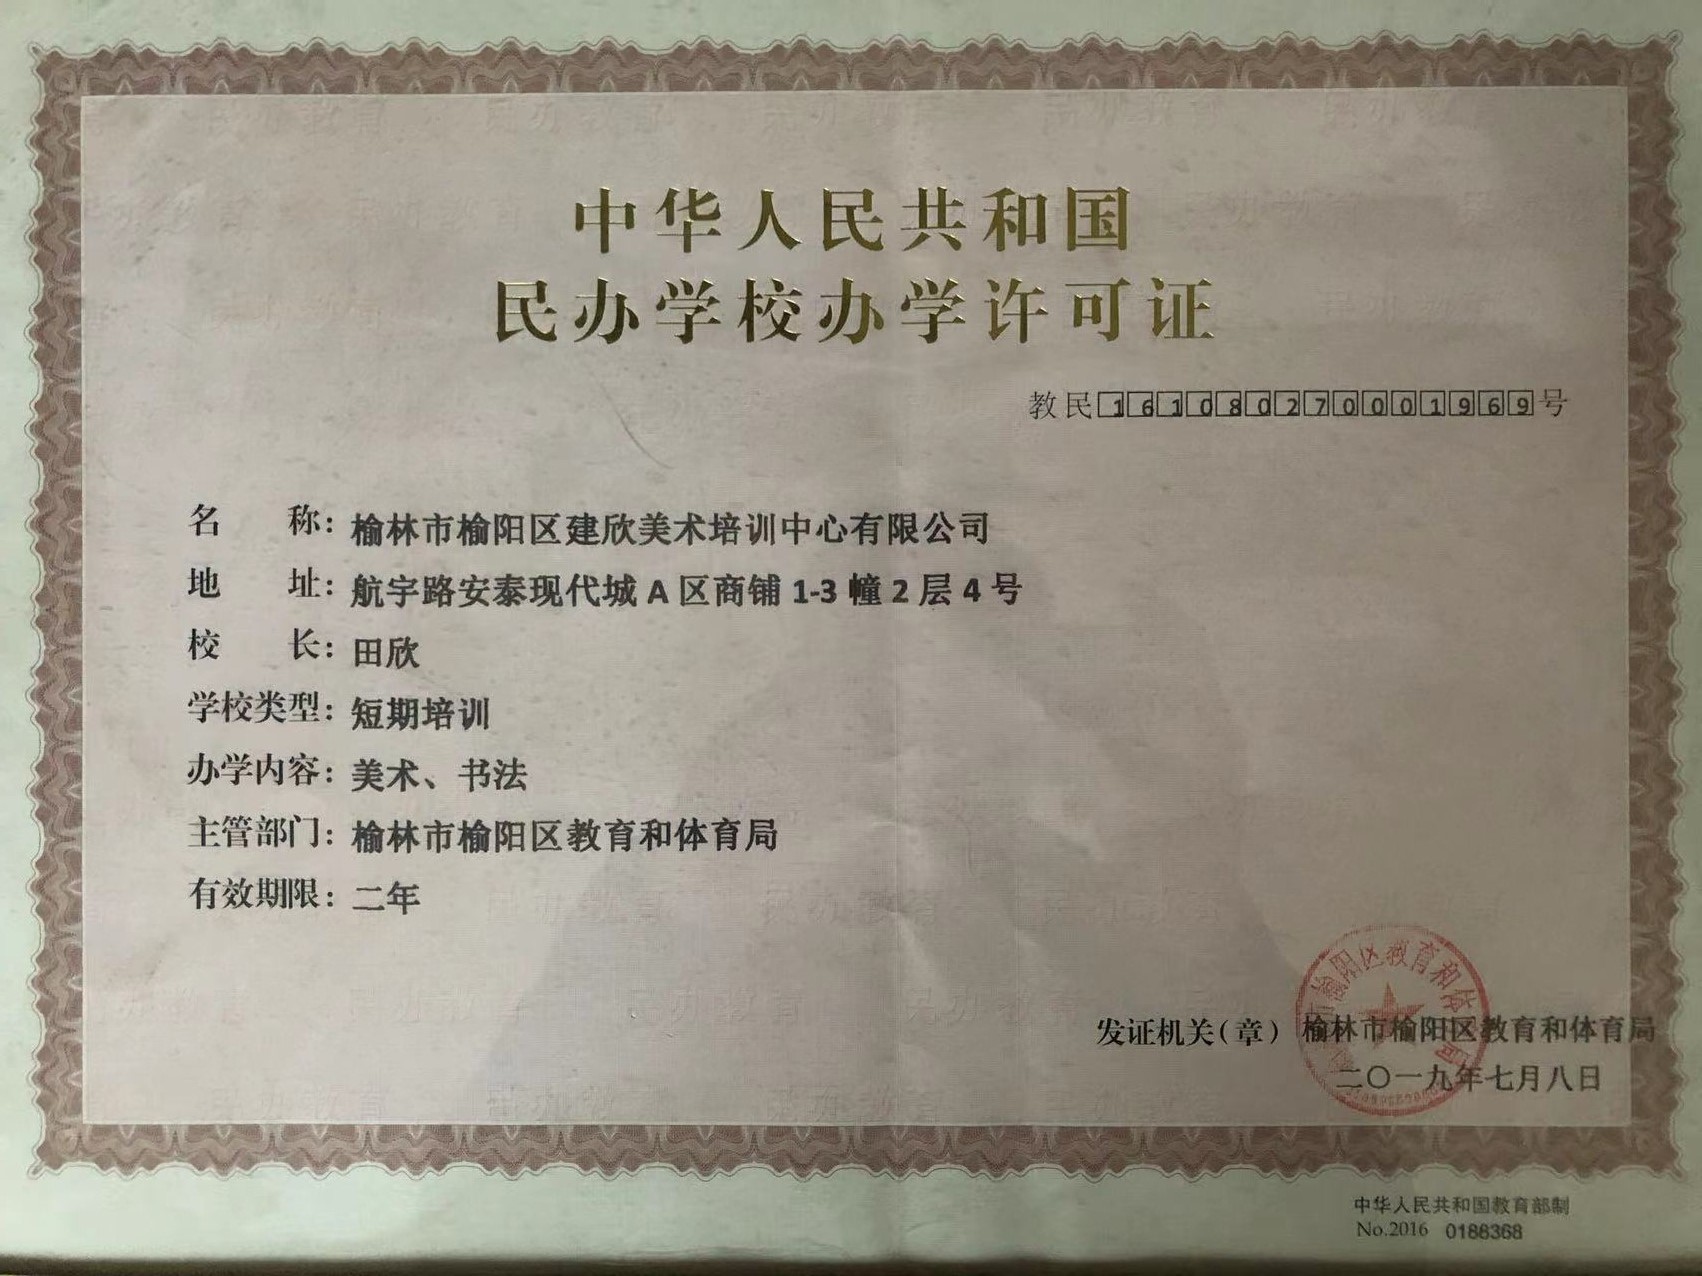 中华人民共和国
民办学校办学许可证
教民161080270001969号
名 称：榆林市榆阳区建欣美术培训中心有限公司
地 址：航宇路安泰现代城A区商铺1-3幢2层4号
校 长：田欣
学校类型：短期培训
办学内容：美术、书法
主管部门：榆林市榆阳区教育和体育局
有效期限：二年
发证机关（章）榆林市榆阳区教育和体育局
二〇一九年七月八日
中华人民共和国教育部制
No.2016 0188368